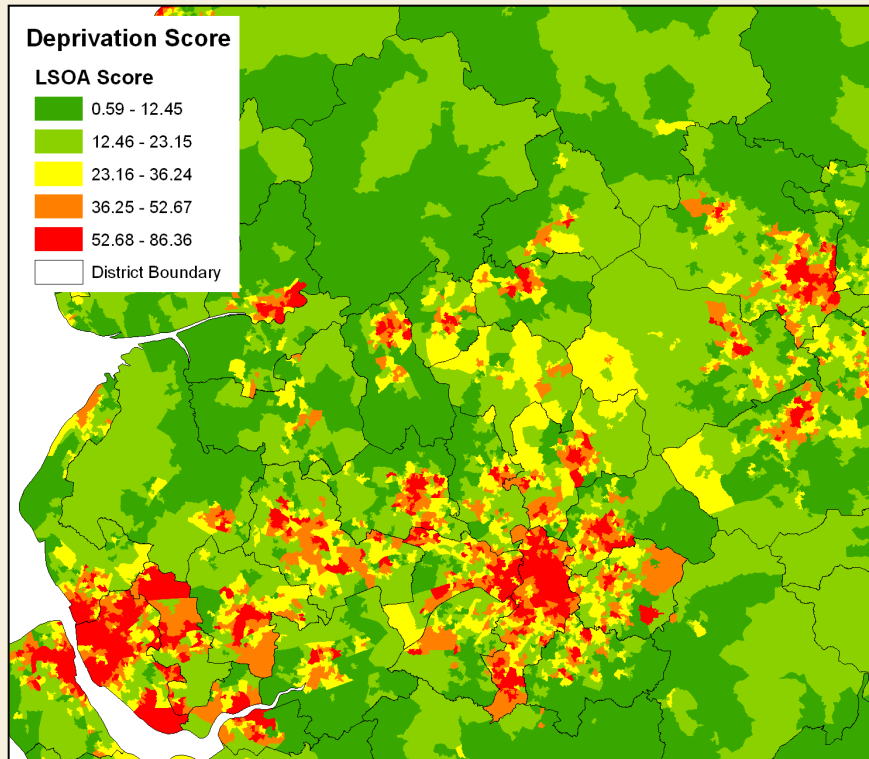 Deprivation Score
LSOA Score
0.59 - 12.45
12.46 - 23.15
23.16 - 36.24
36.25 - 52.67
52.68 - 86.36
District Boundary